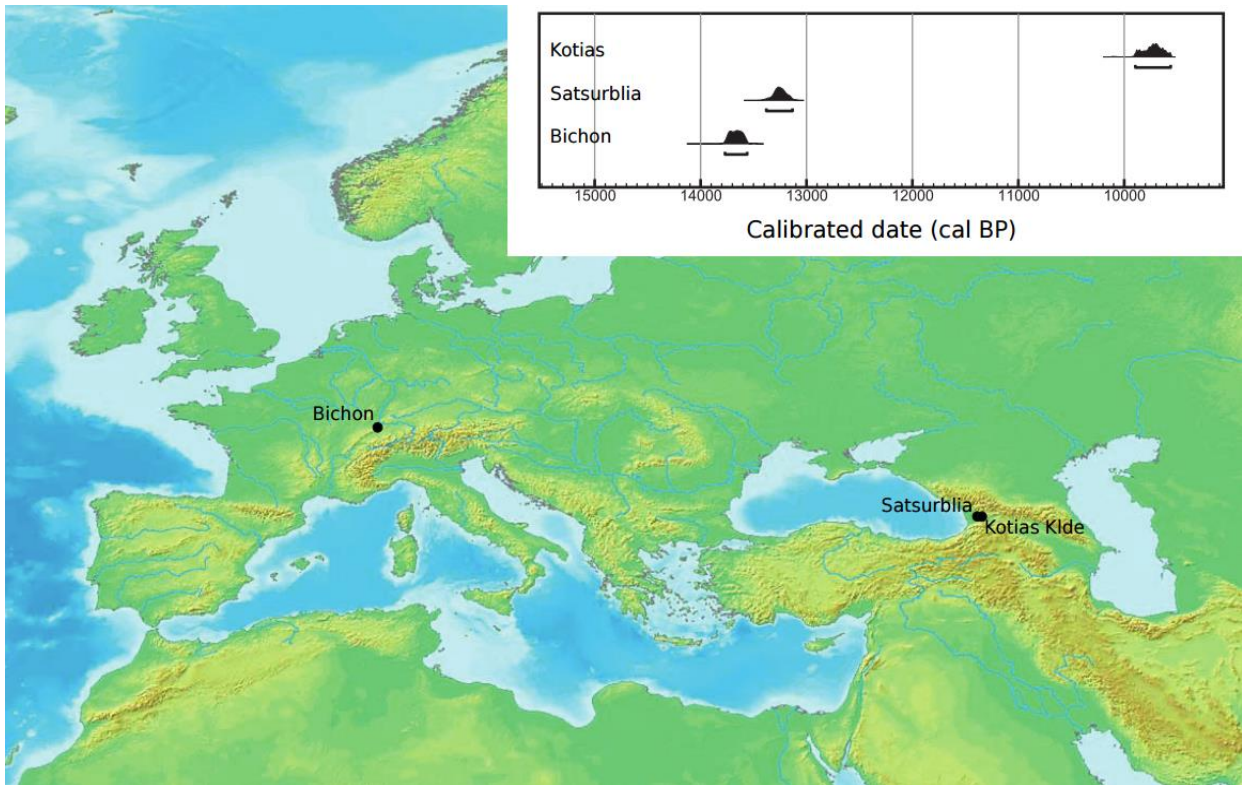 Kotias
Satsurblia
Bichon
15000 14000 13000 12000 11000 10000
Calibrated date (cal BP)
Bichon
Satsurblia
Kotias Klde